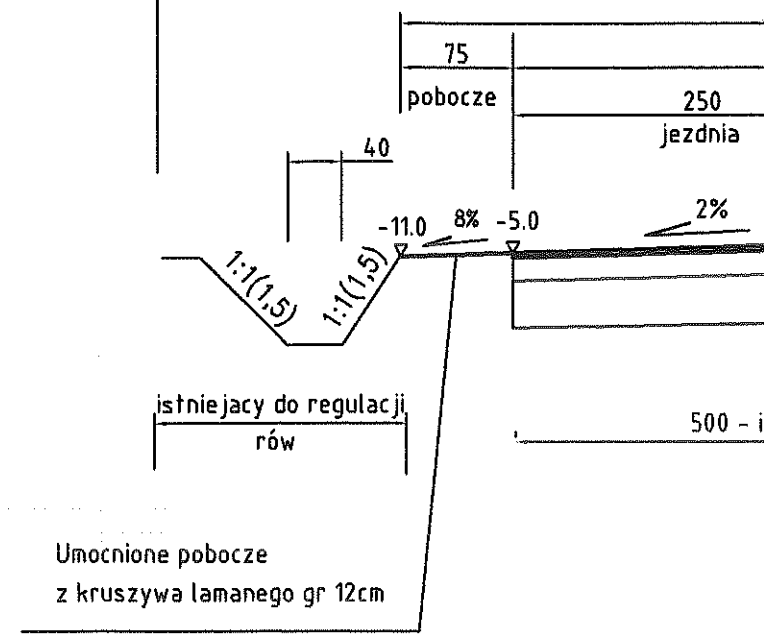 75
pobocze
250
jezdnia
40
-11.0
8%
-5.0
2%
1:1(1,5)
1:1(1,5)
istniejacy do regulacji
rów
500 - i
Umocnione pobocze
z kruszywa lamanego gr 12cm